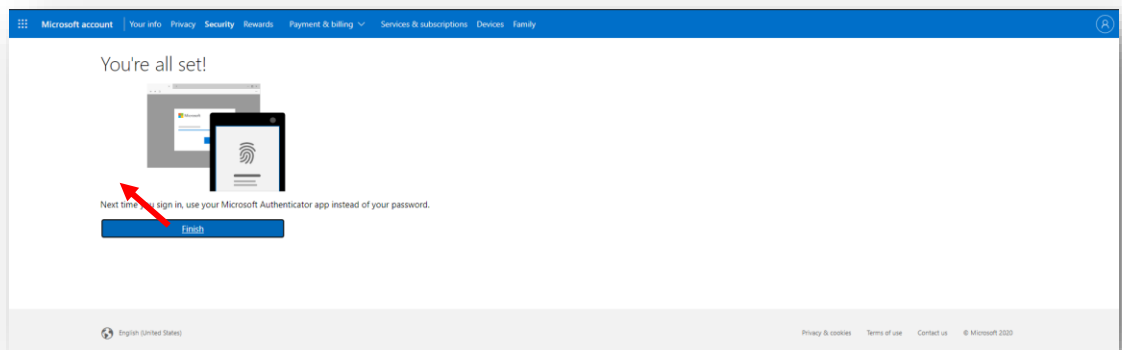 Microsoft account Your info Privacy Security Rewards Payment & billing Services & subscriptions Devices Family
You're all set!
Microsoft
Next time you sign in, use your Microsoft Authenticator app instead of your password.
Finish
English (United States) Privacy & cookies Terms of use Contact us © Microsoft 2020